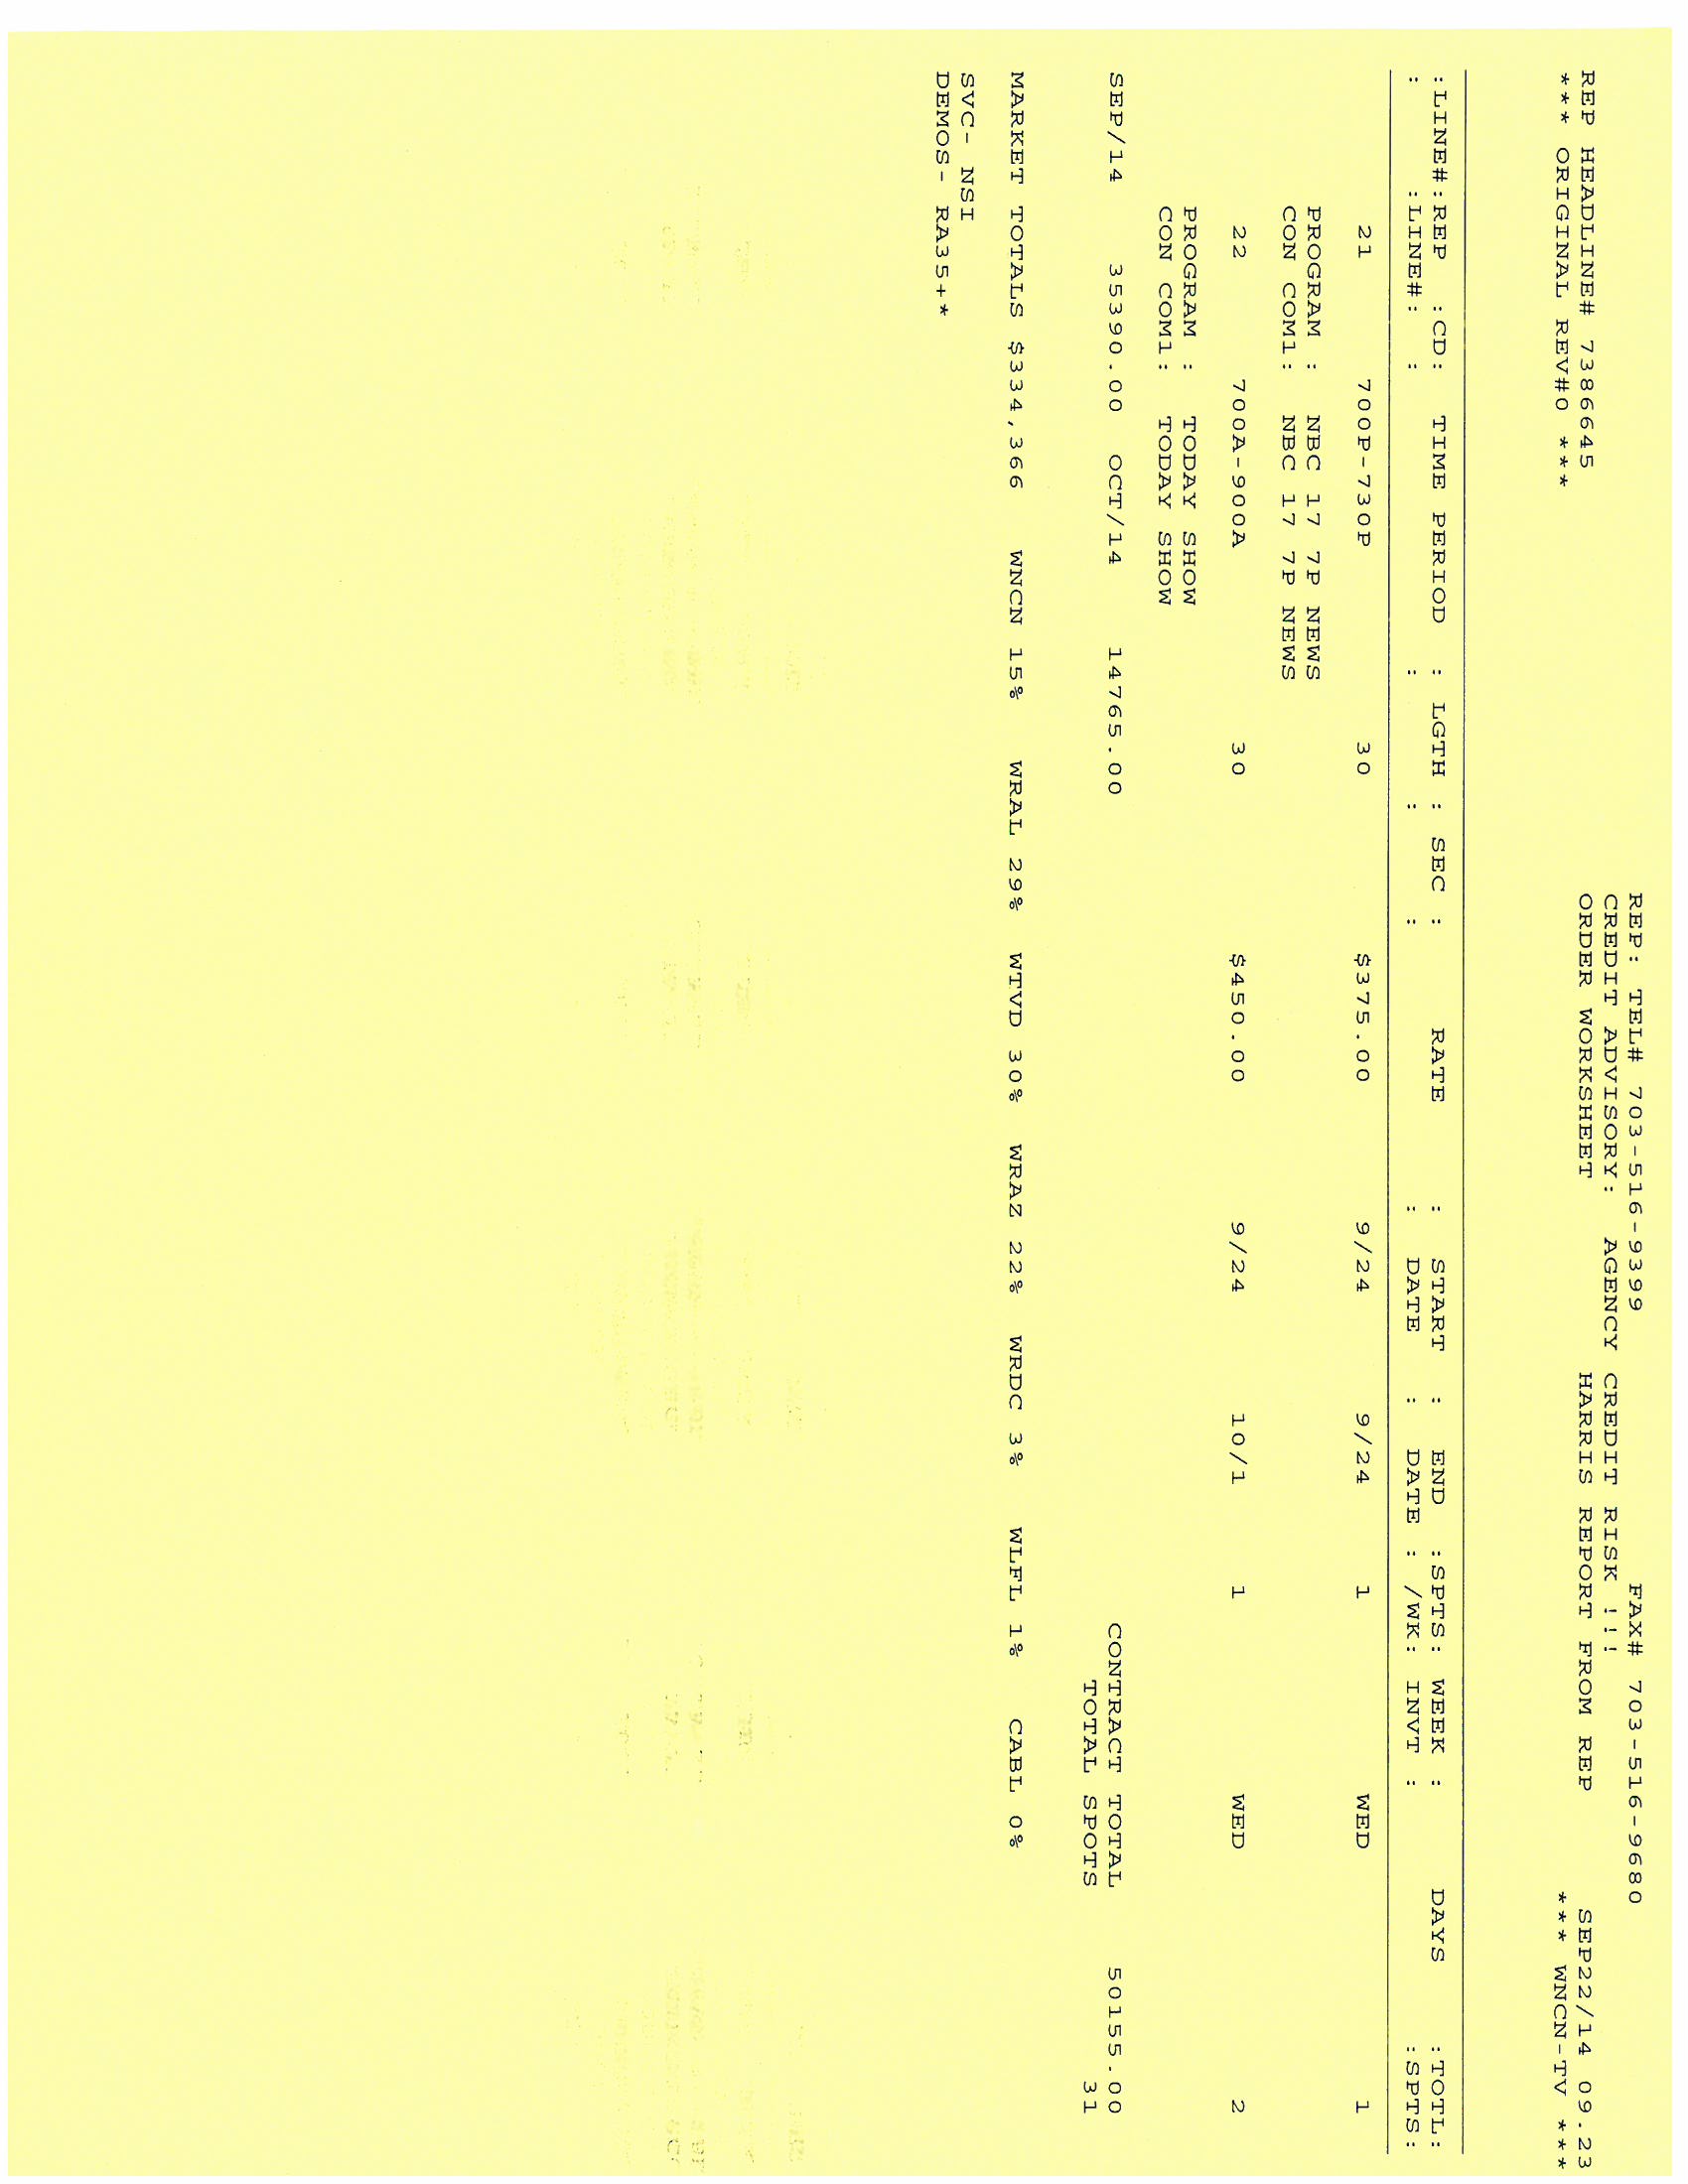 REP: TEL# 703-516-9399 FAX# 703-516-9680
CREDIT ADVISORY: AGENCY CREDIT RISK !!!
REP HEADLINE# 7386645 ORDER WORKSHEET HARRIS REPORT FROM REP SEP22/14 09.23
*** ORIGINAL REV#0 *** *** WNCN-TV ***
:LINE#:REP :CD: TIME PERIOD : LGTH : SEC : RATE : START : END :SPTS: WEEK : DAYS :TOTL:
: :LINE#: : : : : : DATE : DATE : /WK: INVT : :SPTS:
21 700P-730P 30 $375.00 9/24 9/24 1 WED 1
PROGRAM : NBC 17 7P NEWS
CON COM1: NBC 17 7P NEWS
22 700A-900A 30 $450.00 9/24 10/1 1 WED 2
PROGRAM : TODAY SHOW
CON COM1: TODAY SHOW
SEP/14 35390.00 OCT/14 14765.00 CONTRACT TOTAL 50155.00
TOTAL SPOTS 31
MARKET TOTALS $334,366 WNCN 15% WRAL 29% WTVD 30% WRAZ 22% WRDC 3% WLFL 1% CABL 0%
SVC- NSI
DEMOS- RA35+*